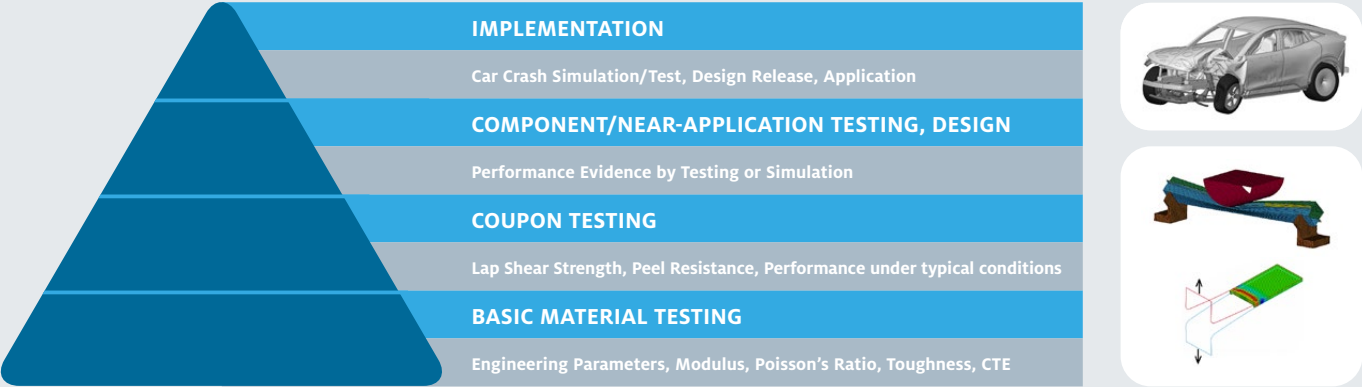 IMPLEMENTATION
Car Crash Simulation/Test, Design Release, Application
COMPONENT/NEAR-APPLICATION TESTING, DESIGN
Performance Evidence by Testing or Simulation
COUPON TESTING
Lap Shear Strength, Peel Resistance, Performance under typical conditions
BASIC MATERIAL TESTING
Engineering Parameters, Modulus, Poisson’s Ratio, Toughness, CTE